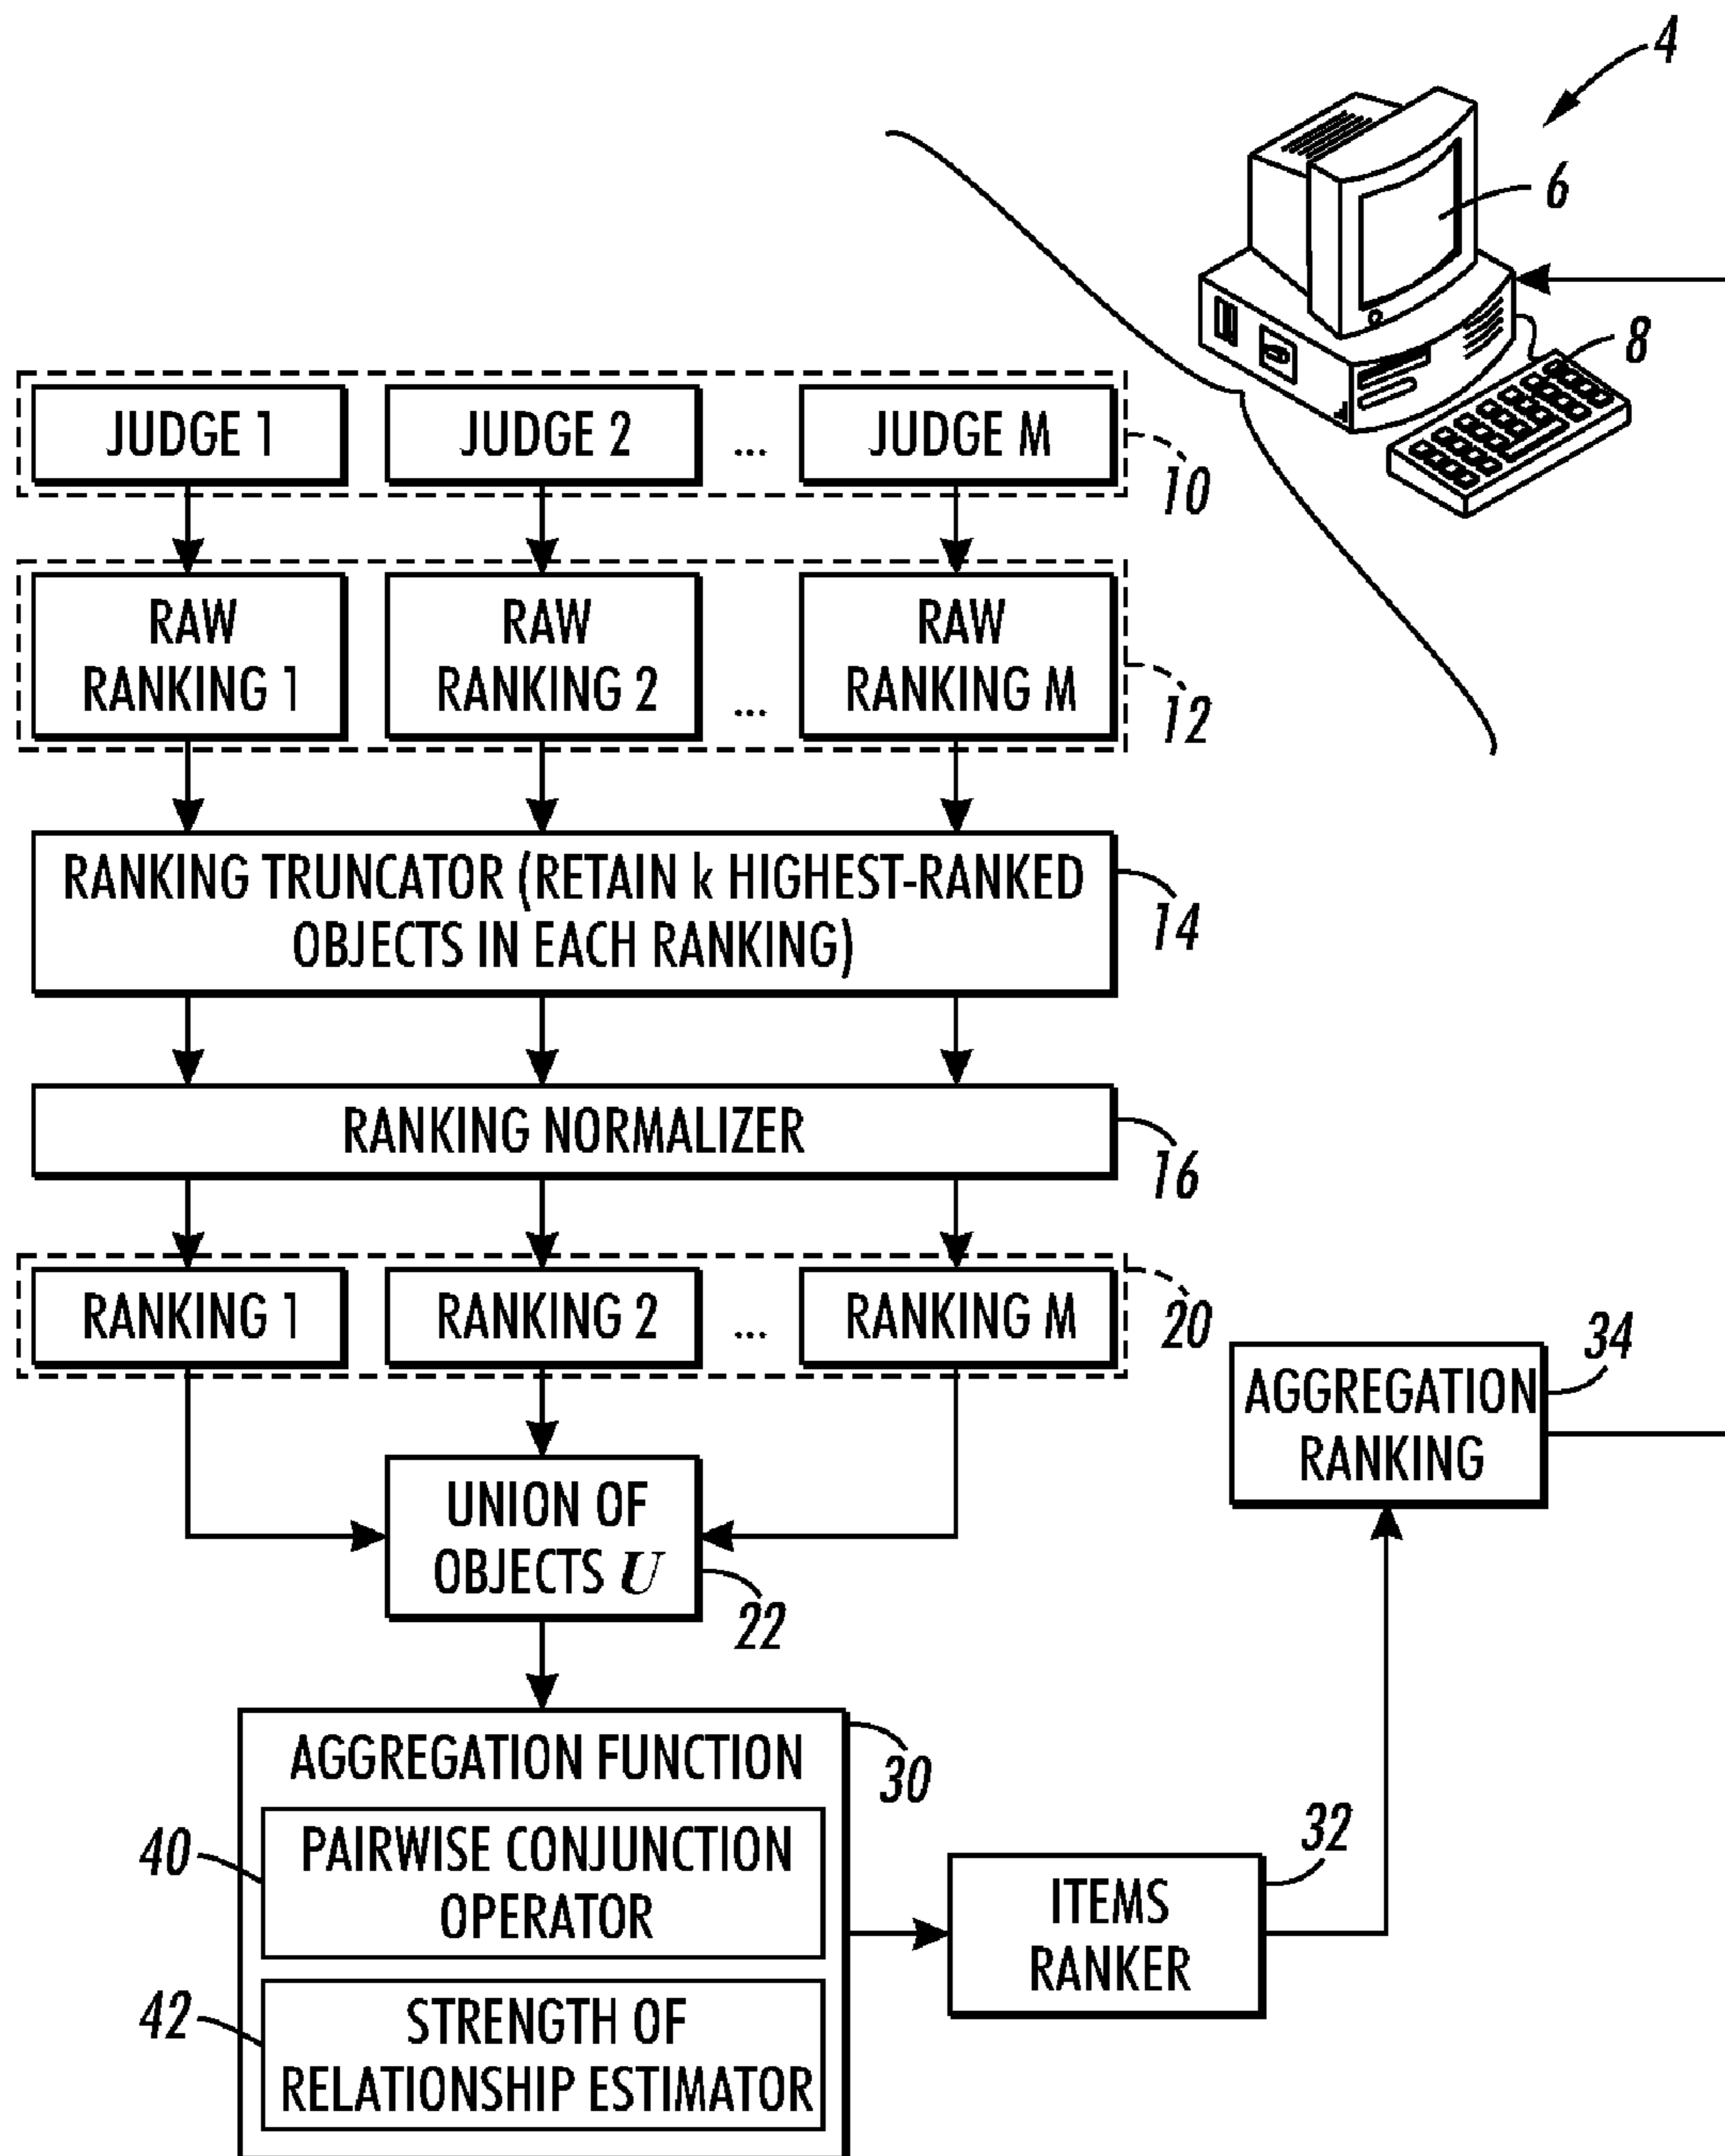 4
6
8
JUDGE 1
JUDGE 2
...
JUDGE M
10
RAW
RANKING 1
RAW
RANKING 2
...
RAW
RANKING M
12
RANKING TRUNCATOR (RETAIN k HIGHEST-RANKED
OBJECTS IN EACH RANKING)
14
RANKING NORMALIZER
16
RANKING 1
RANKING 2
...
RANKING M
20
UNION OF
OBJECTS U
22
AGGREGATION FUNCTION
30
40
PAIRWISE CONJUNCTION
OPERATOR
42
STRENGTH OF
RELATIONSHIP ESTIMATOR
ITEMS
RANKER
32
AGGREGATION
RANKING
34